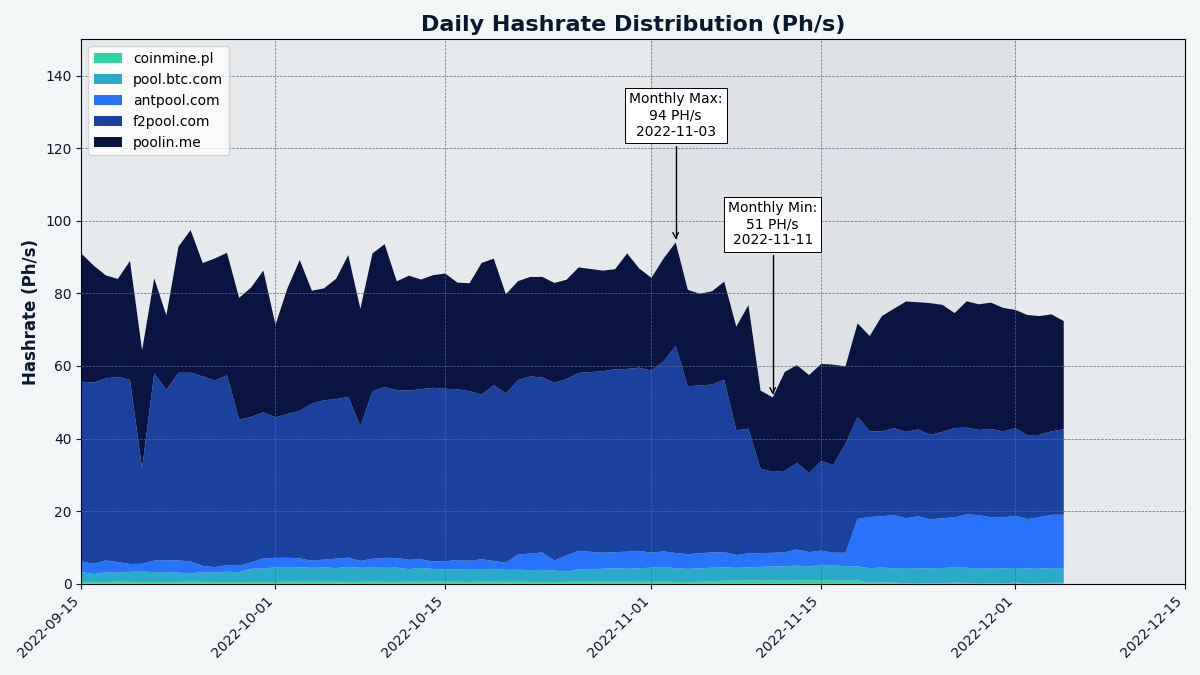 Daily Hashrate Distribution (Ph/s)
coinmine.pl
pool.btc.com
antpool.com
f2pool.com
poolin.me
Monthly Max:
94 PH/s
2022-11-03
Monthly Min:
51 PH/s
2022-11-11
Hashrate (Ph/s)
140
120
100
80
60
40
20
0
2022-09-15
2022-10-01
2022-10-15
2022-11-01
2022-11-15
2022-12-01
2022-12-15